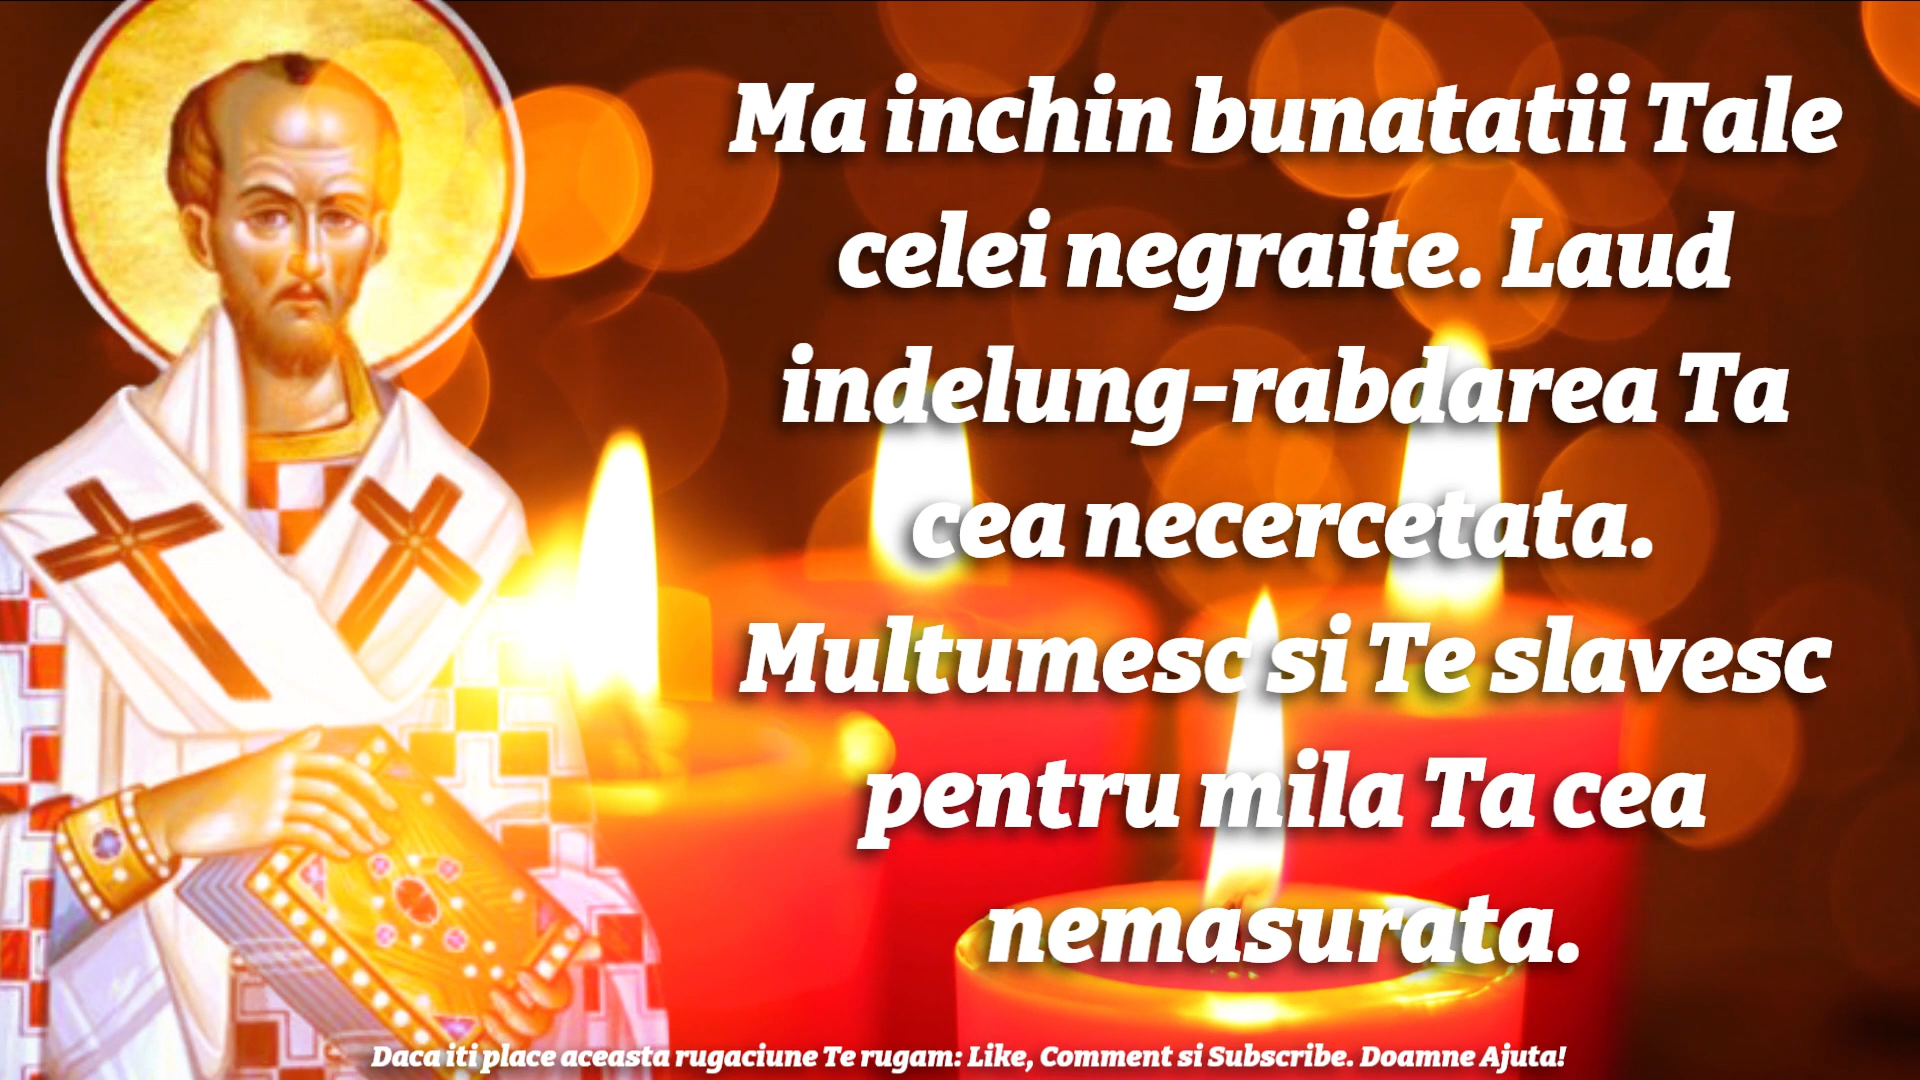 Ma inchin bunatatii Tale
celei negraite. Laud
indelung-rabdarea Ta
cea necercetata.
Multumesc si Te slavesc
pentru mila Ta cea
nemasurata.
Daca iti place aceasta rugaciune Te rugam: Like, Comment si Subscribe. Doamne Ajuta!